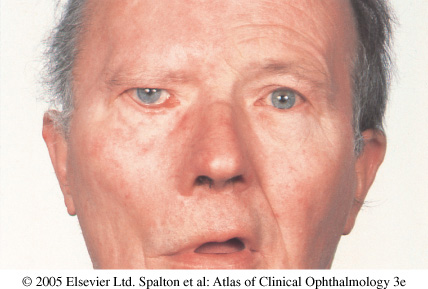 © 2005 Elsevier Ltd. Spalton et al: Atlas of Clinical Ophthalmology 3e